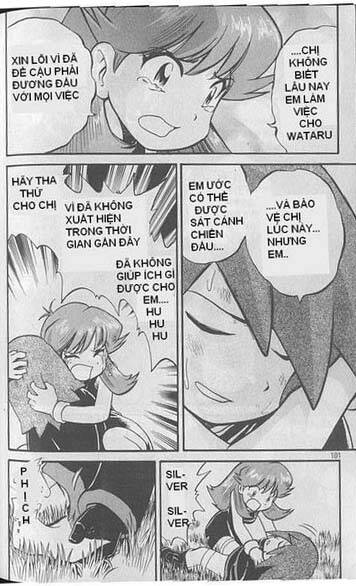 ....CHỊ
KHÔNG
BIẾT
LÂU NAY
EM LÀM
VIỆC
CHO
WATARU
XIN LỖI VÌ ĐÃ
ĐỂ CẬU PHẢI
ĐƯƠNG ĐẦU
VỚI MỌI VIỆC
....VÀ BẢO
VỆ CHỊ
LÚC NÀY...
NHƯNG
EM..
EM ƯỚC
CÓ THỂ
ĐƯỢC
SÁT CÁNH
CHIẾN
ĐẤU....
HÃY THA
THỨ
CHO CHỊ
VÌ ĐÃ KHÔNG
XUẤT HIỆN
TRONG THỜI
GIAN GẦN ĐÂY
ĐÃ KHÔNG
GIÚP ÍCH GÌ
ĐƯỢC CHO
EM....
HU
HU
HU
101
SIL-
VER
SIL-
VER
PHỊCH